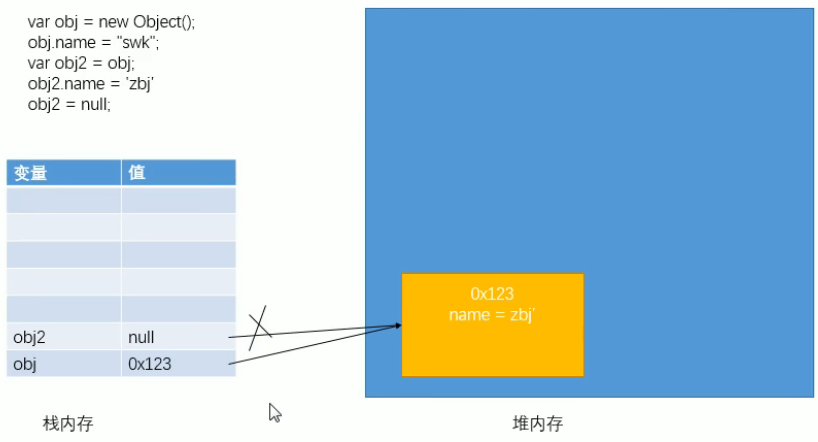 var obj = new Object();
obj.name = "swk";
var obj2 = obj;
obj2.name = 'zbj'
obj2 = null;
变量 值
obj2 null
obj 0x123
0x123
name = zbj'
栈内存
堆内存